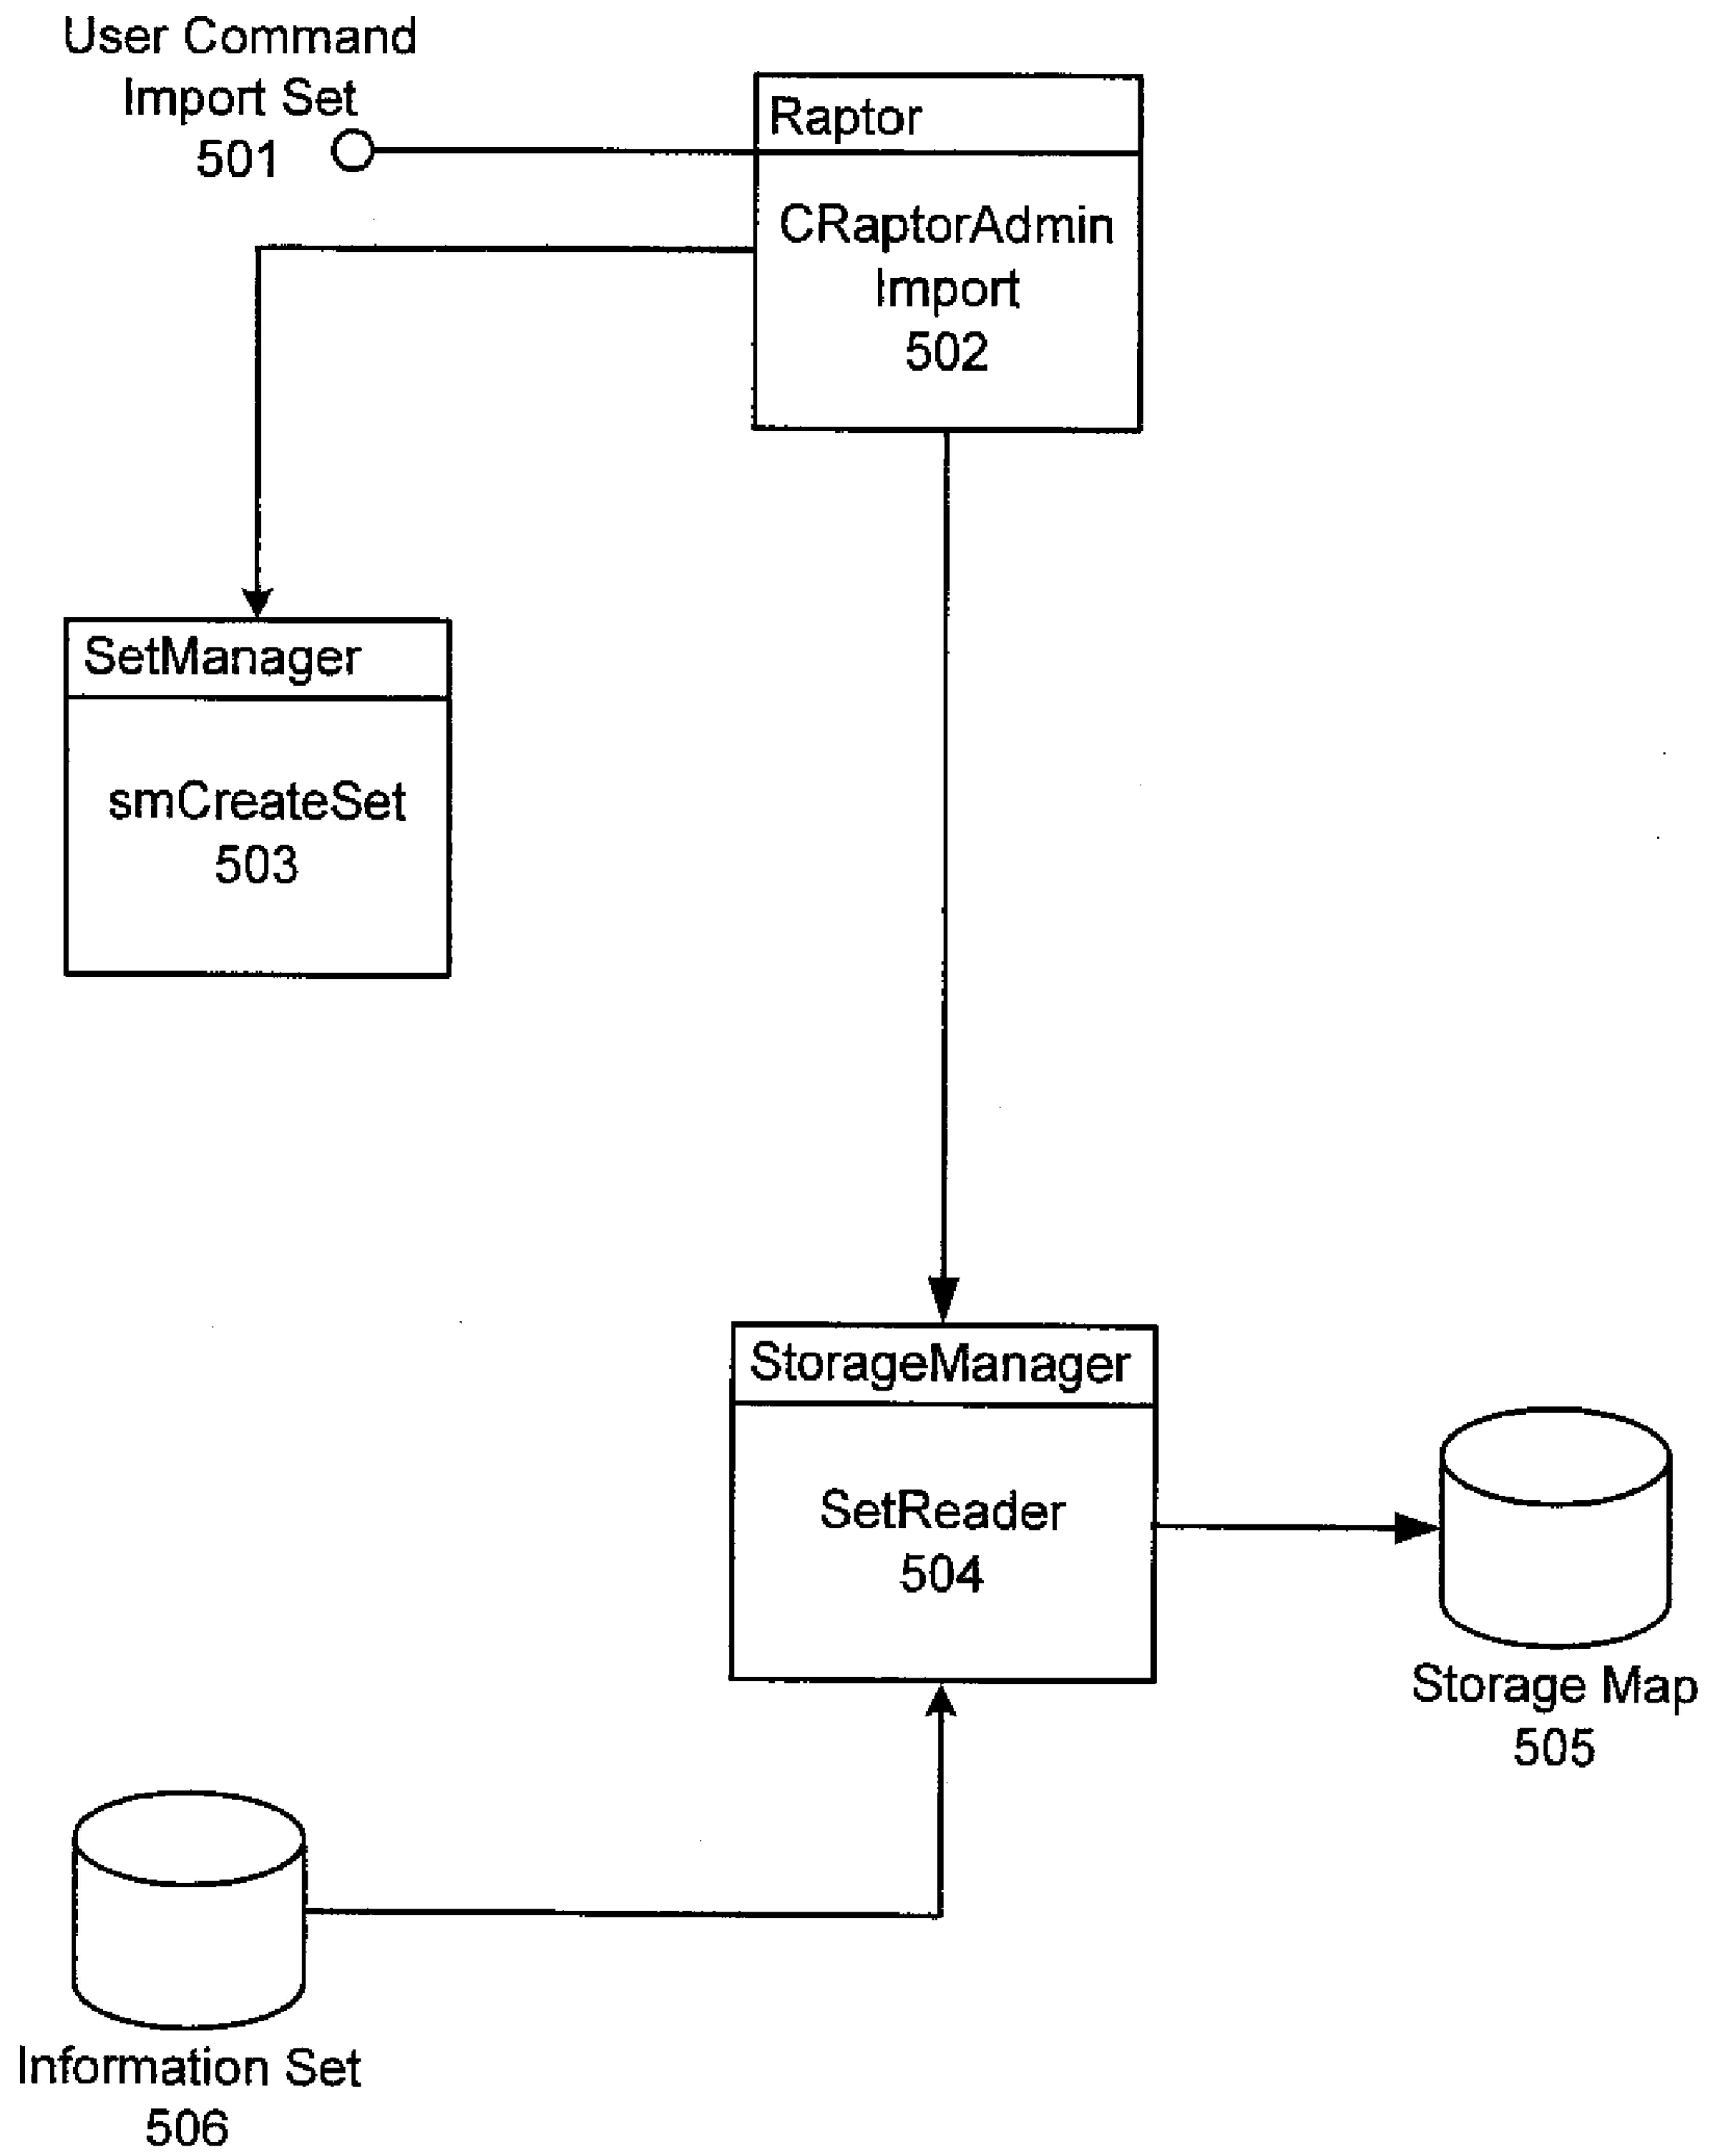 User Command
Import Set
501
Raptor
CRaptorAdmin
Import
502
SetManager
smCreateSet
503
StorageManager
SetReader
504
Storage Map
505
Information Set
506